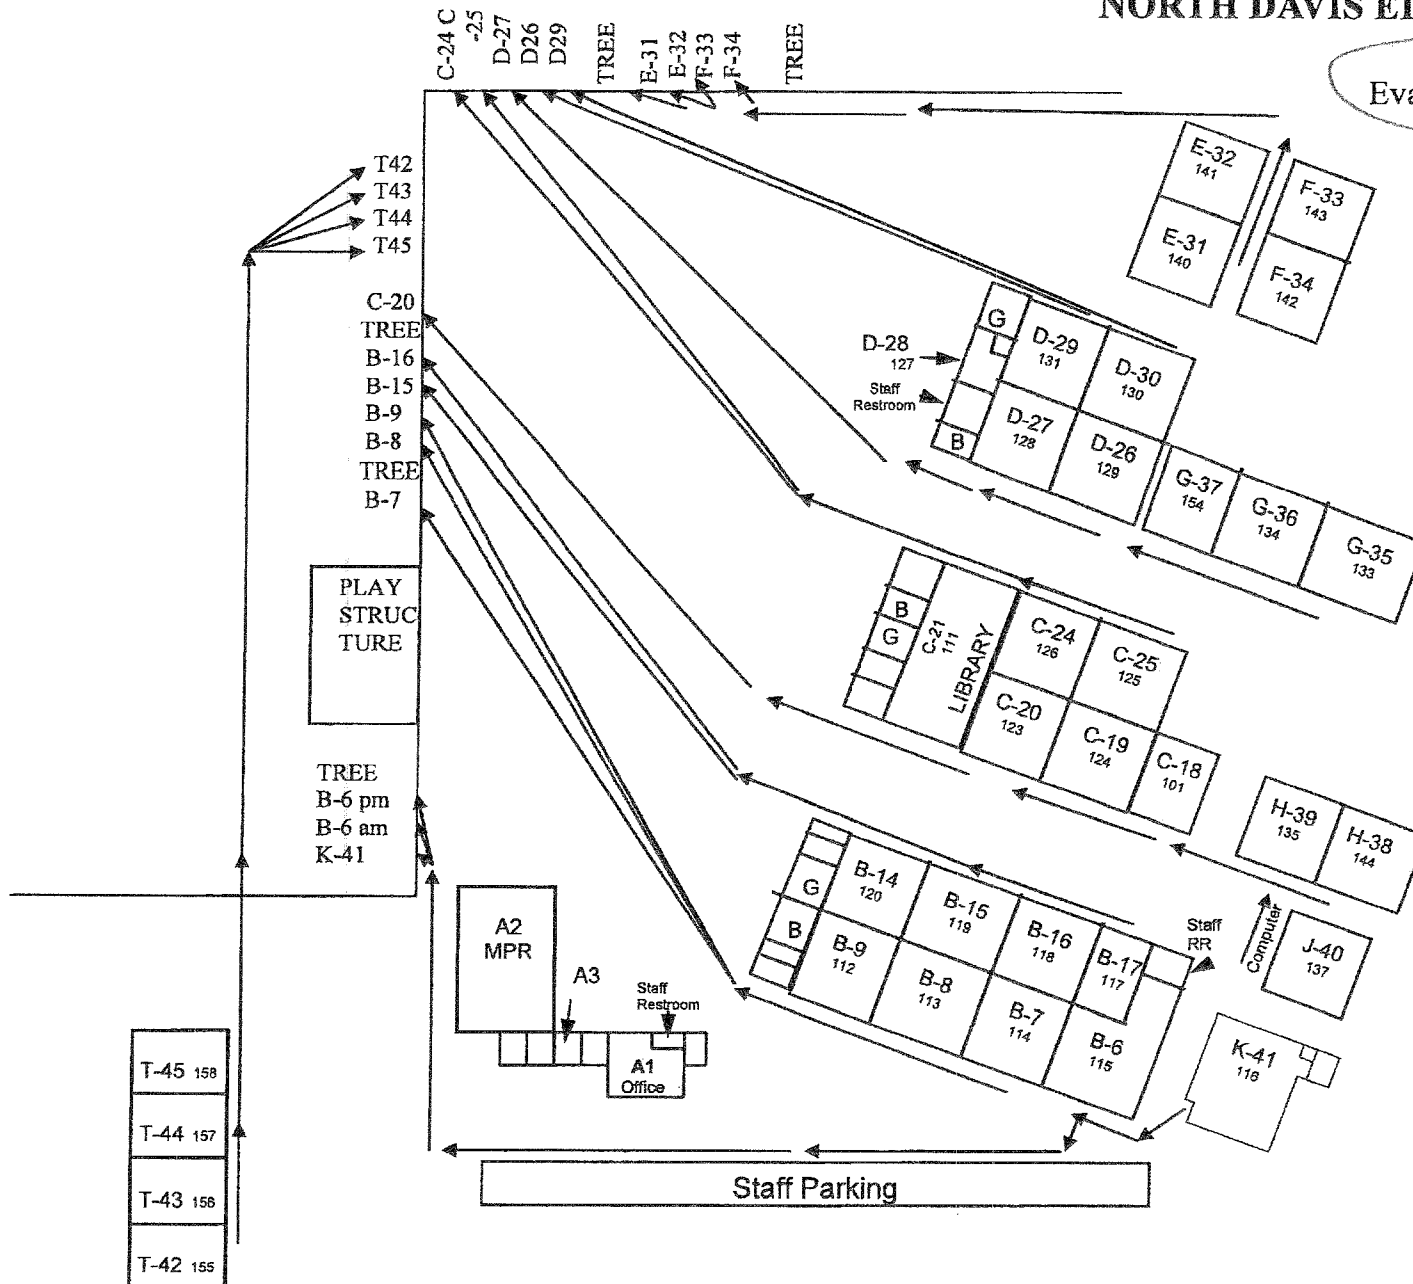 NORTH DAVIS
C-24 C
-25
D-27
D26
D29
TREE
E-31
E-32
F-33
F-34
TREE
T42
T43
T44
T45
C-20
TREE
B-16
B-15
B-9
B-8
TREE
B-7
PLAY
STRUC
TURE
TREE
B-6 pm
B-6 am
K-41
E-32
141
E-31
140
F-33
143
F-34
142
G
D-28
127
Staff
Restroom
B
D-29
131
D-30
130
D-27
128
D-26
129
G-37
154
G-36
134
G-35
133
B
G
C-21
111
LIBRARY
C-24
126
C-25
125
C-20
123
C-19
124
C-18
101
H-39
135
H-38
144
Computer
J-40
137
K-41
116
G
B
B-14
120
B-15
119
B-16
118
B-17
117
Staff
RR
B-9
112
B-8
113
B-7
114
B-6
115
A2
MPR
A3
Staff
Restroom
A1
Office
T-45 158
T-44 157
T-43 156
T-42 155
Staff Parking